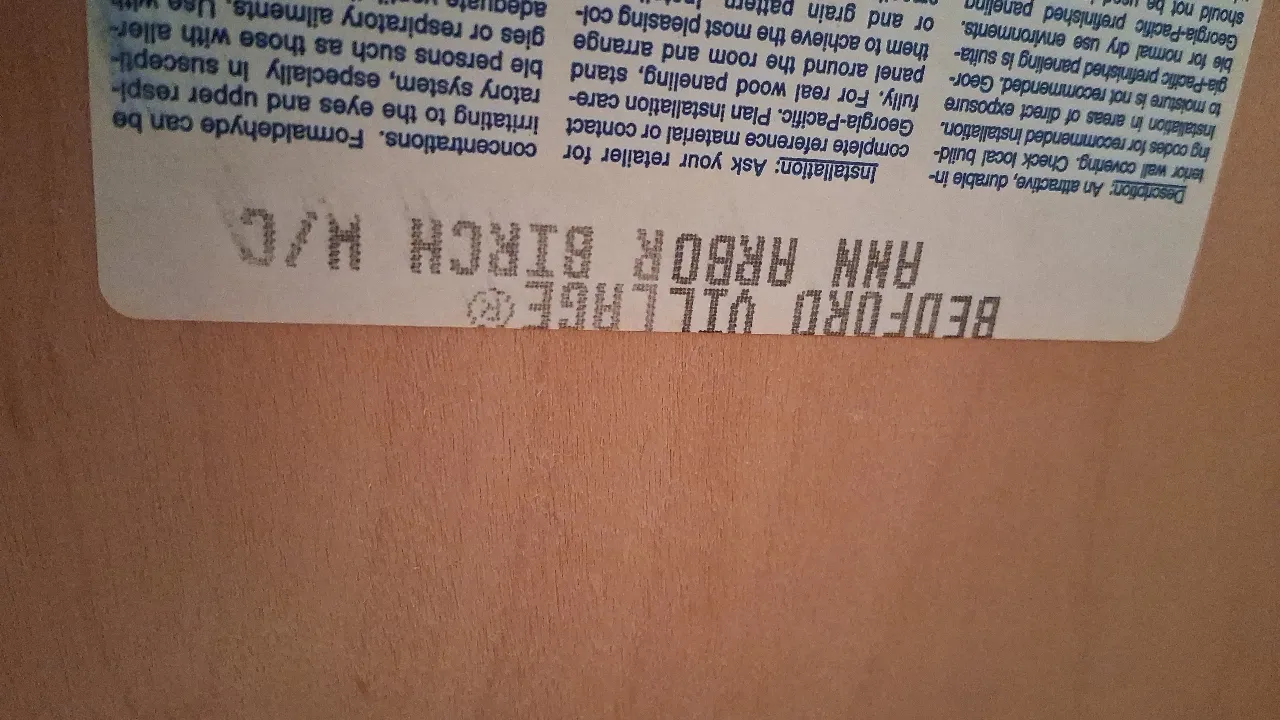 BEDFORD VILLAGE®
ANN ARBOR BIRCH W/C
Description: An attractive, durable in-
terior wall covering. Check local build-
ing codes for recommended installation.
Installation in areas of direct exposure
to moisture is not recommended. Geor-
gia-Pacific prefinished paneling is suita-
ble for normal dry use environments.
Georgia-Pacific prefinished paneling
should not be used
Installation: Ask your retailer for
complete reference material or contact
Georgia-Pacific. Plan installation care-
fully. For real wood paneling, stand
panel around the room and arrange
them to achieve the most pleasing col-
or and grain pattern.
concentrations. Formaldehyde can be
irritating to the eyes and upper respi-
ratory system, especially in suscepti-
ble persons such as those with aller-
gies or respiratory ailments. Use with
adequate